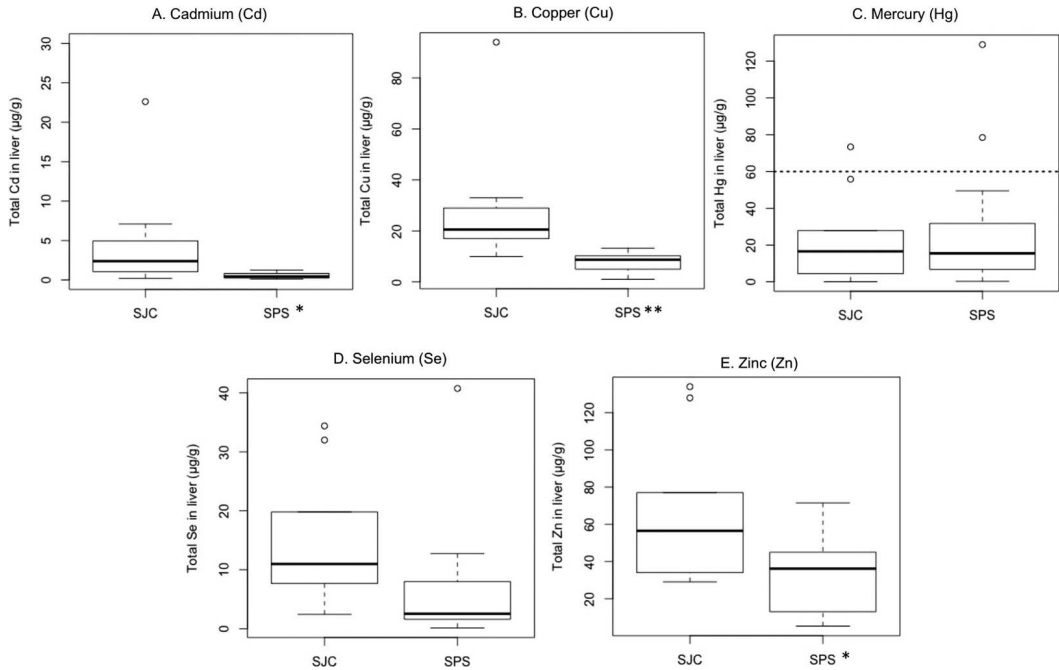 A. Cadmium (Cd)
Total Cd in liver (µg/g)
30
25
20
15
10
5
0
SJC
SPS *
B. Copper (Cu)
Total Cu in liver (µg/g)
80
60
40
20
0
SJC
SPS **
C. Mercury (Hg)
Total Hg in liver (µg/g)
120
100
80
60
40
20
0
SJC
SPS
D. Selenium (Se)
Total Se in liver (µg/g)
40
30
20
10
0
SJC
SPS
E. Zinc (Zn)
Total Zn in liver (µg/g)
120
100
80
60
40
20
SJC
SPS *